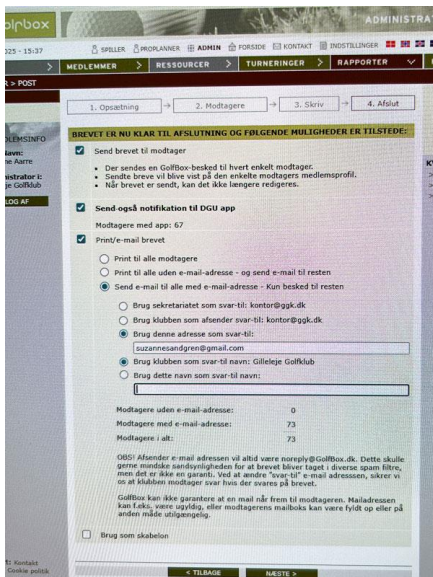 ADMINISTRA
025 - 15:37
SPILLER PROPLANNER ADMIN FORSIDE KONTAKT INDSTILLINGER
MEDLEMMER RESSOURCER TURNERINGER RAPPORTER
R > POST
1. Opsætning 2. Modtagere 3. Skriv 4. Afslut
BREVET ER NU KLAR TIL AFSLUTNING OG FØLGENDE MULIGHEDER ER TILSTEDE:
DLEMSINFO
Navn:
ne Aarre
nistrator i:
je Golfklub
LOG AF
Send brevet til modtager
• Der sendes en GolfBox-besked til hvert enkelt modtager.
• Sendte breve vil blive vist på den enkelte modtagers medlemsprofil.
• Når brevet er sendt, kan det ikke længere redigeres.
Send også notifikation til DGU app
Modtagere med app: 67
Print/e-mail brevet
Print til alle modtagere
Print til alle uden e-mail-adresse - og send e-mail til resten
Send e-mail til alle med e-mail-adresse - Kun besked til resten
Brug sekretariatet som svar-til: kontor@ggk.dk
Brug klubben som afsender svar-til: kontor@ggk.dk
Brug denne adresse som svar-til:
suzannesandgren@gmail.com
Brug klubben som svar-til navn: Gilleleje Golfklub
Brug dette navn som svar-til navn:
Modtagere uden e-mail-adresse: 0
Modtagere med e-mail-adresse: 73
Modtagere i alt: 73
OBS! Afsender e-mail adressen vil altid være noreply@GolfBox.dk. Dette skulle
gerne mindske sandsynligheden for at brevet bliver taget i diverse spam filtre,
men det er ikke en garanti. Ved at ændre "svar-til" e-mail adresssen, sikrer vi
os at klubben modtager svar hvis der svares på brevet.
GolfBox kan ikke garantere at en mail når frem til modtageren. Mailadressen
kan f.eks. være ugyldig, eller modtagerens mailboks kan være fyldt op eller på
anden måde utilgængelig.
Brug som skabelon
Kontakt
Cookie politik
< TILBAGE NÆSTE >